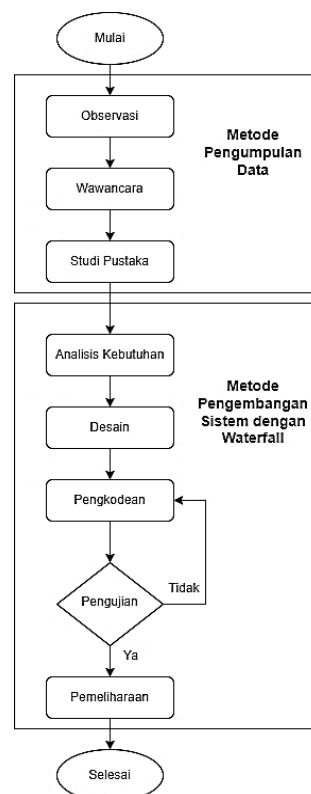 Mulai
Observasi
Metode
Pengumpulan
Data
Wawancara
Studi Pustaka
Analisis Kebutuhan
Metode
Pengembangan
Sistem dengan
Waterfall
Desain
Pengkodean
Pengujian
Tidak
Ya
Pemeliharaan
Selesai